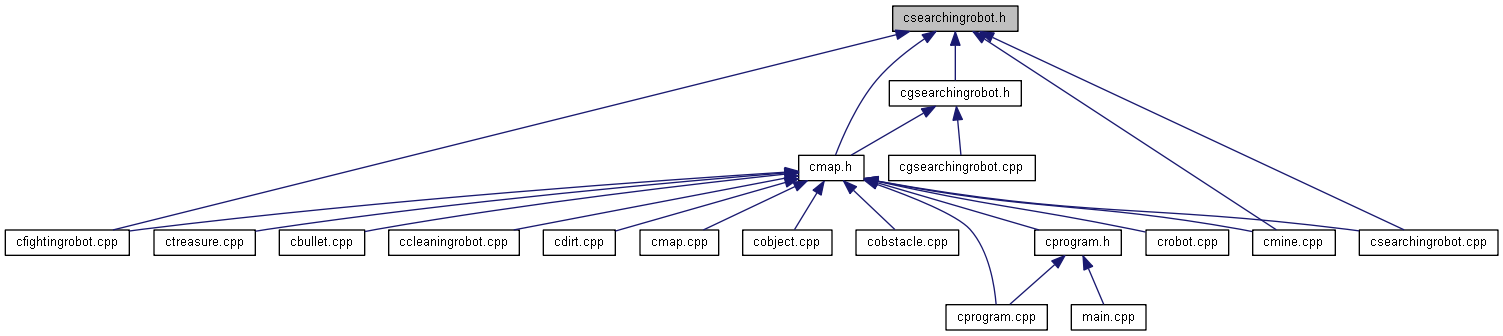 csearchingrobot.h
cgsearchingrobot.h
cmap.h
cgsearchingrobot.cpp
cfightingrobot.cpp
ctreasure.cpp
cbullet.cpp
ccleaningrobot.cpp
cdirt.cpp
cmap.cpp
cobject.cpp
cobstacle.cpp
cprogram.h
crobot.cpp
cmine.cpp
csearchingrobot.cpp
cprogram.cpp
main.cpp